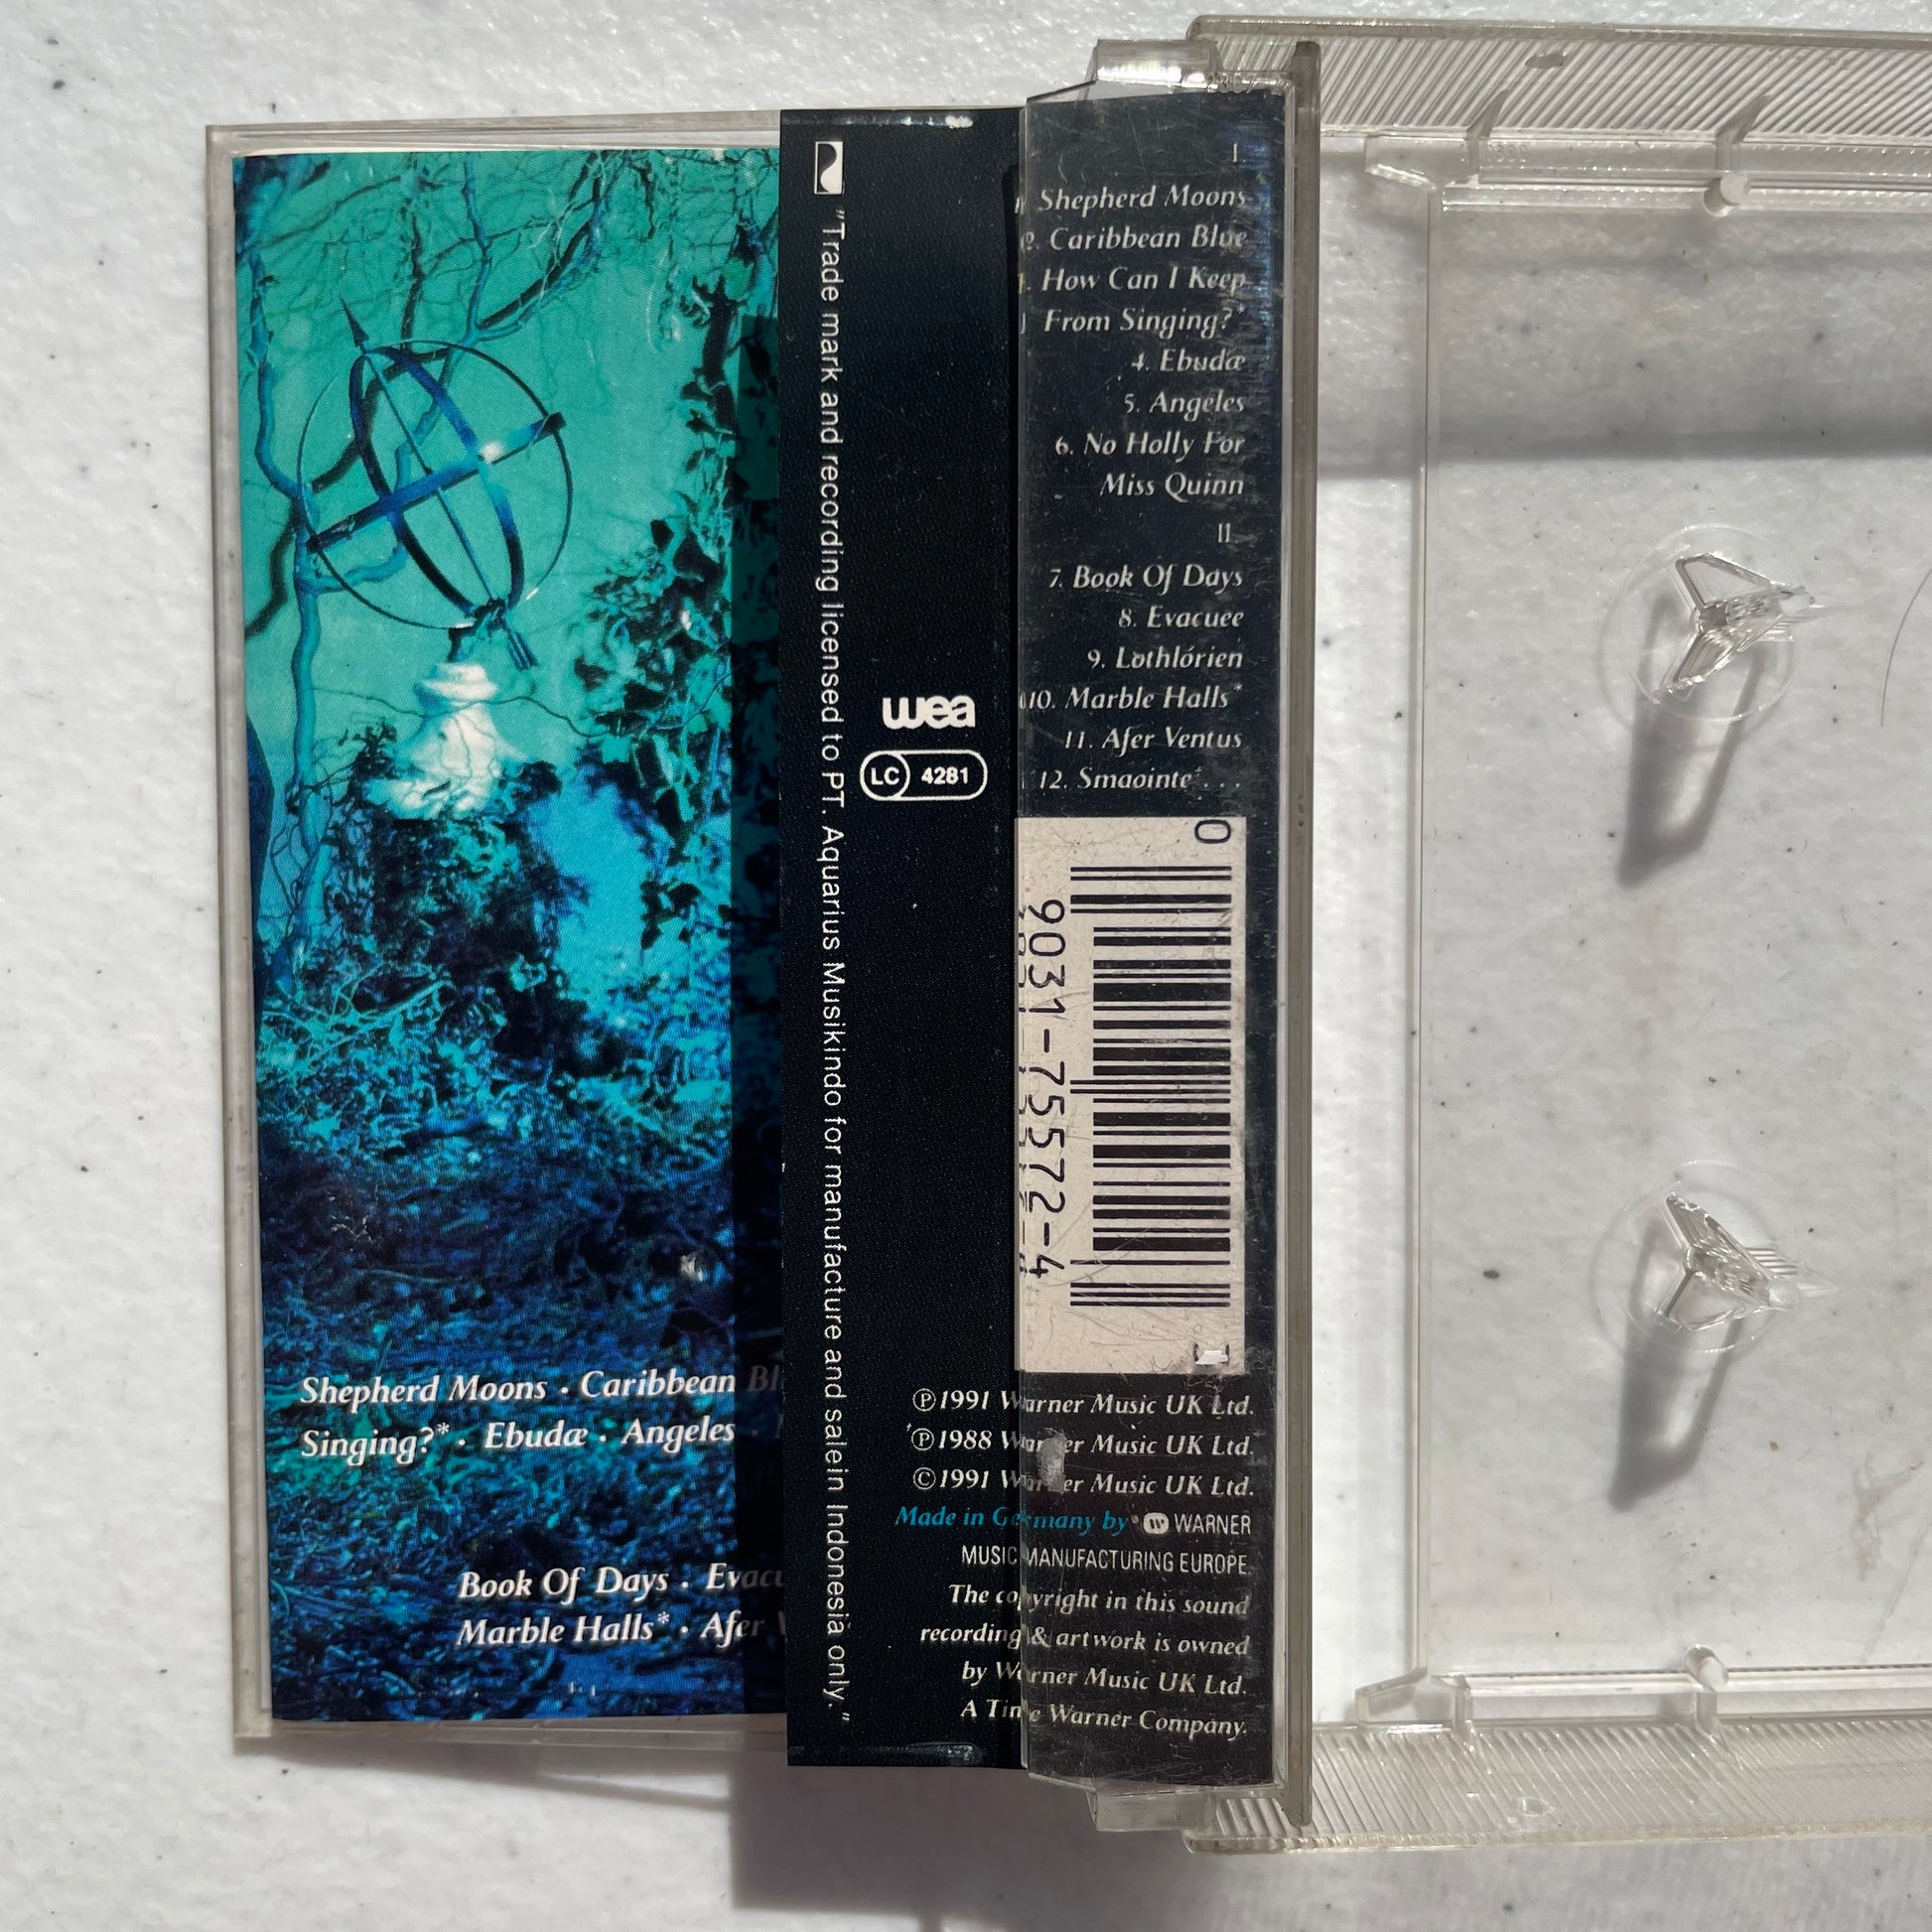 Shepherd Moons · Caribbean Bl
Singing?* · Ebudæ · Angeles ·
Book Of Days · Evacu
Marble Halls* · Afer V
"Trade mark and recording licensed to PT. Aquarius Musikindo for manufacture and salein Indonesia only."
wea
LC 4281
I
Shepherd Moons
2. Caribbean Blue
How Can I Keep
From Singing?*
4. Ebudæ
5. Angeles
6. No Holly For
Miss Quinn
II
7. Book Of Days
8. Evacuee
9. Lothlórien
10. Marble Halls*
11. Afer Ventus
12. Smaointe . . .
0
9031-75572-4
℗1991 Warner Music UK Ltd.
*℗1988 Warner Music UK Ltd.
©1991 Warner Music UK Ltd.
Made in Germany by WARNER
MUSIC MANUFACTURING EUROPE.
The copyright in this sound
recording & artwork is owned
by Warner Music UK Ltd.
A Time Warner Company.